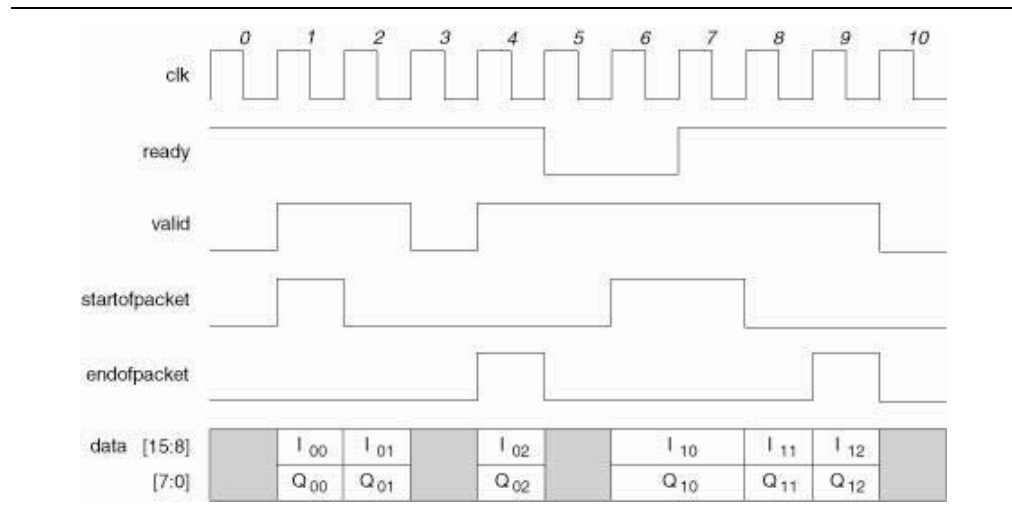 0 1 2 3 4 5 6 7 8 9 10
clk
ready
valid
startofpacket
endofpacket
data [15:8] I 00 I 01 I 02 I 10 I 11 I 12
[7:0] Q 00 Q 01 Q 02 Q 10 Q 11 Q 12